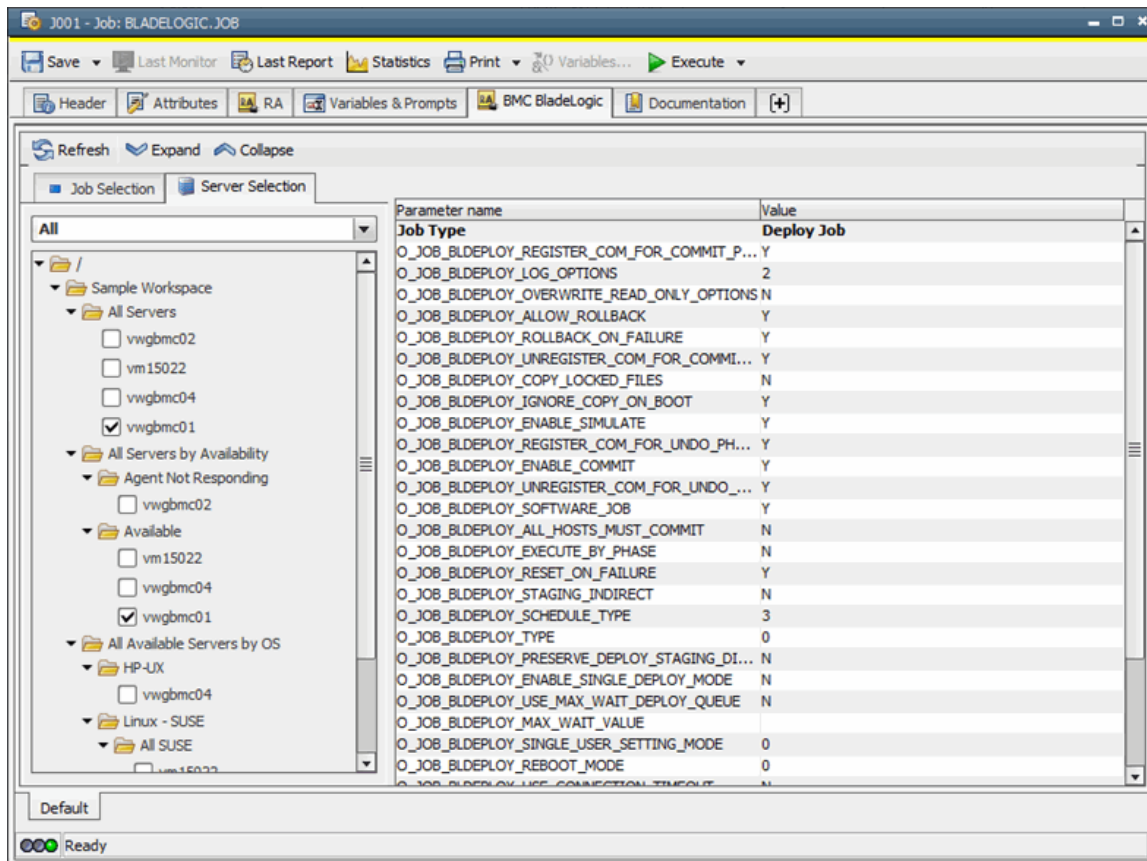 J001 - Job: BLADELOGIC.JOB
Save Last Monitor Last Report Statistics Print Variables... Execute
Header Attributes RA Variables & Prompts BMC BladeLogic Documentation [+]
Refresh Expand Collapse
Job Selection Server Selection
All
/
Sample Workspace
All Servers
vwgbmc02
vm15022
vwgbmc04
vwgbmc01
All Servers by Availability
Agent Not Responding
vwgbmc02
Available
vm15022
vwgbmc04
vwgbmc01
All Available Servers by OS
HP-UX
vwgbmc04
Linux - SUSE
All SUSE
vm15022
Parameter name Value
Job Type Deploy Job
O_JOB_BLDEPLOY_REGISTER_COM_FOR_COMMIT_P... Y
O_JOB_BLDEPLOY_LOG_OPTIONS 2
O_JOB_BLDEPLOY_OVERWRITE_READ_ONLY_OPTIONS N
O_JOB_BLDEPLOY_ALLOW_ROLLBACK Y
O_JOB_BLDEPLOY_ROLLBACK_ON_FAILURE Y
O_JOB_BLDEPLOY_UNREGISTER_COM_FOR_COMMI... Y
O_JOB_BLDEPLOY_COPY_LOCKED_FILES N
O_JOB_BLDEPLOY_IGNORE_COPY_ON_BOOT Y
O_JOB_BLDEPLOY_ENABLE_SIMULATE Y
O_JOB_BLDEPLOY_REGISTER_COM_FOR_UNDO_PH... Y
O_JOB_BLDEPLOY_ENABLE_COMMIT Y
O_JOB_BLDEPLOY_UNREGISTER_COM_FOR_UNDO_... Y
O_JOB_BLDEPLOY_SOFTWARE_JOB Y
O_JOB_BLDEPLOY_ALL_HOSTS_MUST_COMMIT N
O_JOB_BLDEPLOY_EXECUTE_BY_PHASE N
O_JOB_BLDEPLOY_RESET_ON_FAILURE Y
O_JOB_BLDEPLOY_STAGING_INDIRECT N
O_JOB_BLDEPLOY_SCHEDULE_TYPE 3
O_JOB_BLDEPLOY_TYPE 0
O_JOB_BLDEPLOY_PRESERVE_DEPLOY_STAGING_DI... N
O_JOB_BLDEPLOY_ENABLE_SINGLE_DEPLOY_MODE N
O_JOB_BLDEPLOY_USE_MAX_WAIT_DEPLOY_QUEUE N
O_JOB_BLDEPLOY_MAX_WAIT_VALUE
O_JOB_BLDEPLOY_SINGLE_USER_SETTING_MODE 0
O_JOB_BLDEPLOY_REBOOT_MODE 0
O_JOB_BLDEPLOY_USE_CONNECTION_TIMEOUT N
Default
Ready